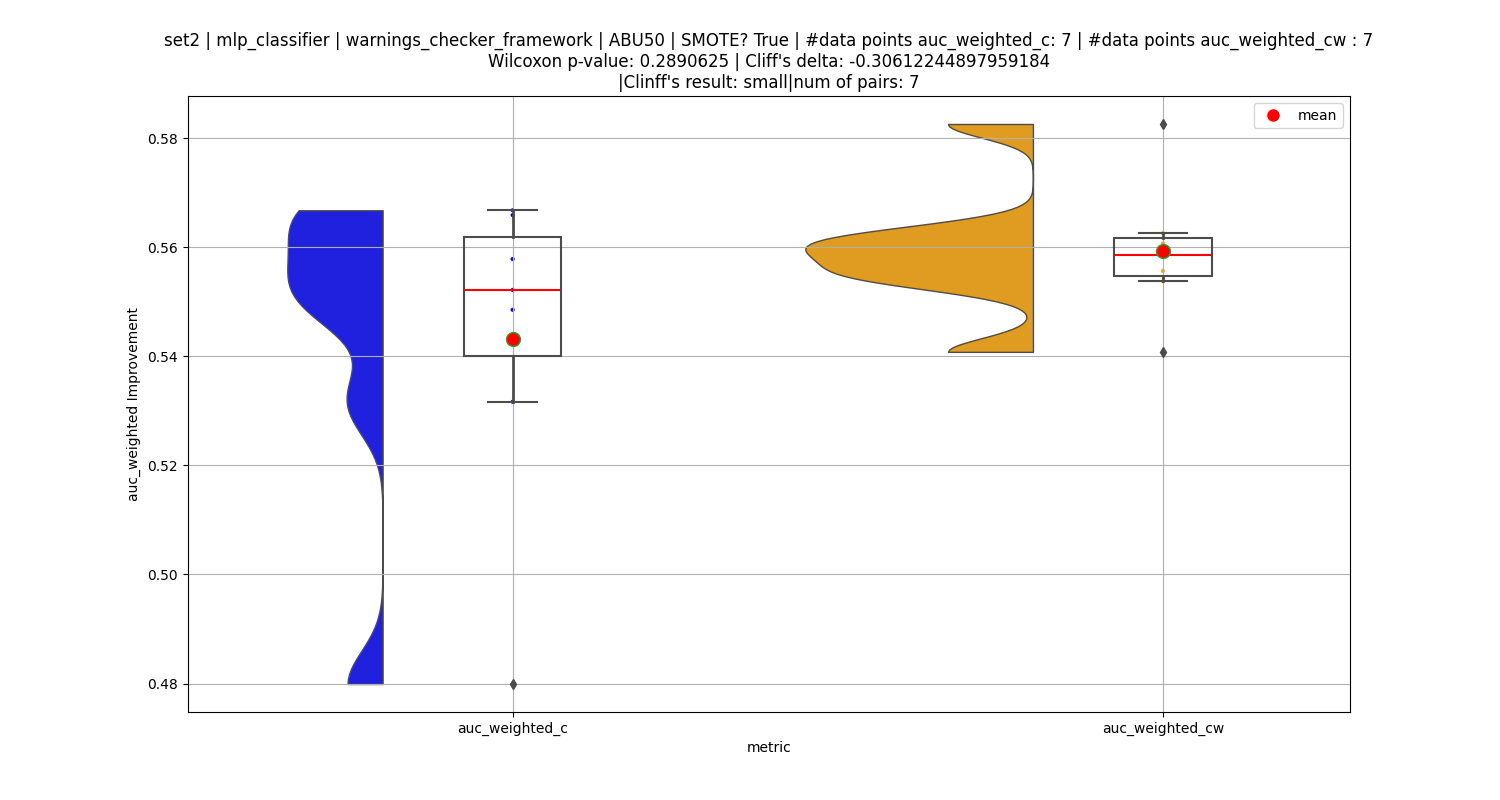 set2 | mlp_classifier | warnings_checker_framework | ABU50 | SMOTE? True | #data points auc_weighted_c: 7 | #data points auc_weighted_cw : 7
Wilcoxon p-value: 0.2890625 | Cliff's delta: -0.30612244897959184
|Clinff's result: small|num of pairs: 7
mean
0.58
0.56
0.54
0.52
0.50
0.48
auc_weighted Improvement
auc_weighted_c
auc_weighted_cw
metric